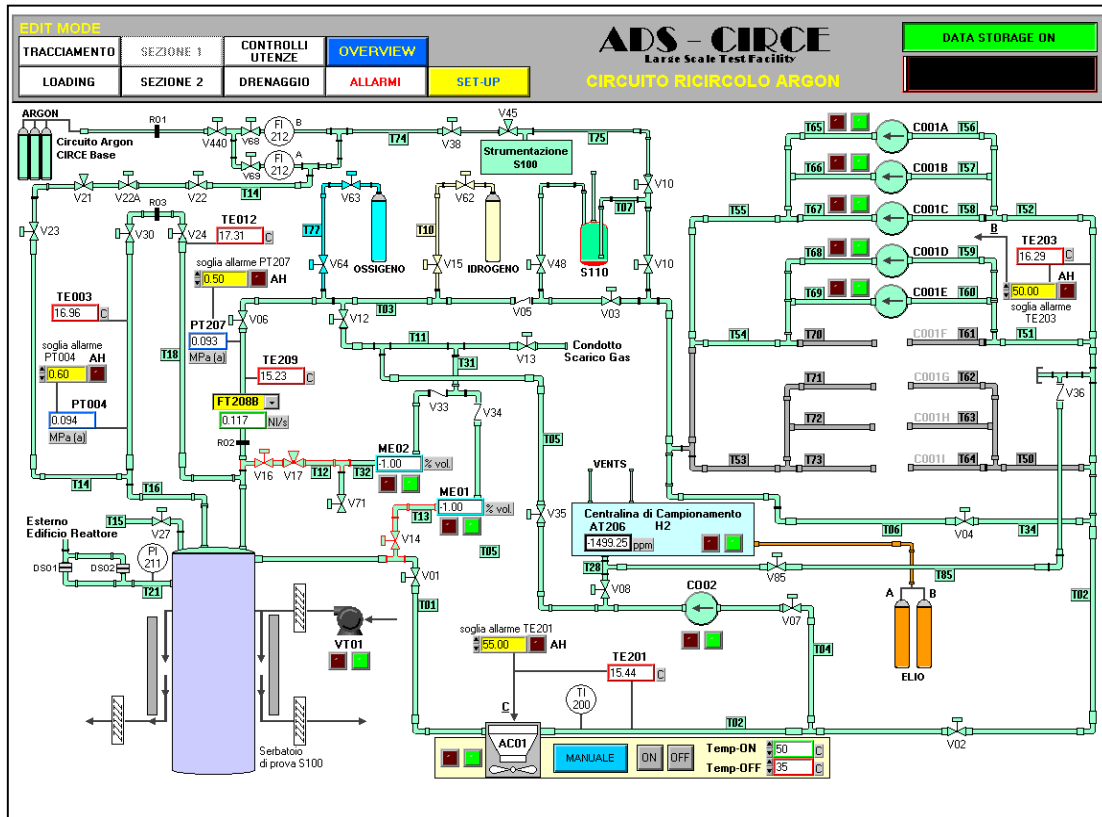 EDIT MODE
TRACCIAMENTO
SEZIONE 1
CONTROLLI
UTENZE
OVERVIEW
LOADING
SEZIONE 2
DRENAGGIO
ALLARMI
SET-UP
ADS - CIRCE
Large Scale Test Facility
CIRCUITO RICIRCOLO ARGON
DATA STORAGE ON
ARGON
R01
Circuito Argon
CIRCE Base
V440
V68
FI
212
B
V69
FI
212
A
T74
V38
V45
T75
Strumentazione
S100
V21
V22A
V22
T14
R03
V23
V30
V24
TE012
17.31 C
V63
T77
V64
OSSIGENO
V62
T10
V15
IDROGENO
V48
S110
T07
V10
V10
soglia allarme PT207
0.50 AH
TE003
16.96 C
T18
V06
PT207
0.093
MPa (a)
T03
V12
V05
V03
T11
V13
Condotto
Scarico Gas
T31
soglia allarme
PT004
AH
0.60
PT004
0.094
MPa (a)
TE209
15.23 C
FT208B
0.117 Nl/s
R02
V33
V34
T05
V16
V17
T12
T32
V71
ME02
-1.00 % vol.
ME01
-1.00 % vol.
T13
V14
T05
V35
V01
T01
T14
T16
T15
V27
Esterno
Edificio Reattore
DS01
DS02
PI
211
T21
VT01
Serbatoio
di prova S100
VENTS
Centralina di Campionamento
AT206
H2
-1499.25 ppm
T28
V08
V85
T85
CO02
V07
T04
A
B
ELIO
soglia allarme TE201
55.00 AH
TE201
15.44 C
C
TI
200
AC01
MANUALE
ON
OFF
Temp-ON 50 C
Temp-OFF 35 C
T02
V02
T65
C001A
T56
T66
C001B
T57
T67
C001C
T58
T55
T52
T68
C001D
T59
T69
C001E
T60
B
TE203
16.29 C
AH
50.00
soglia allarme
TE203
T54
T70
C001F
T61
T51
T71
C001G
T62
T72
C001H
T63
T53
T73
C001I
T64
T50
V36
T06
V04
T34
T02